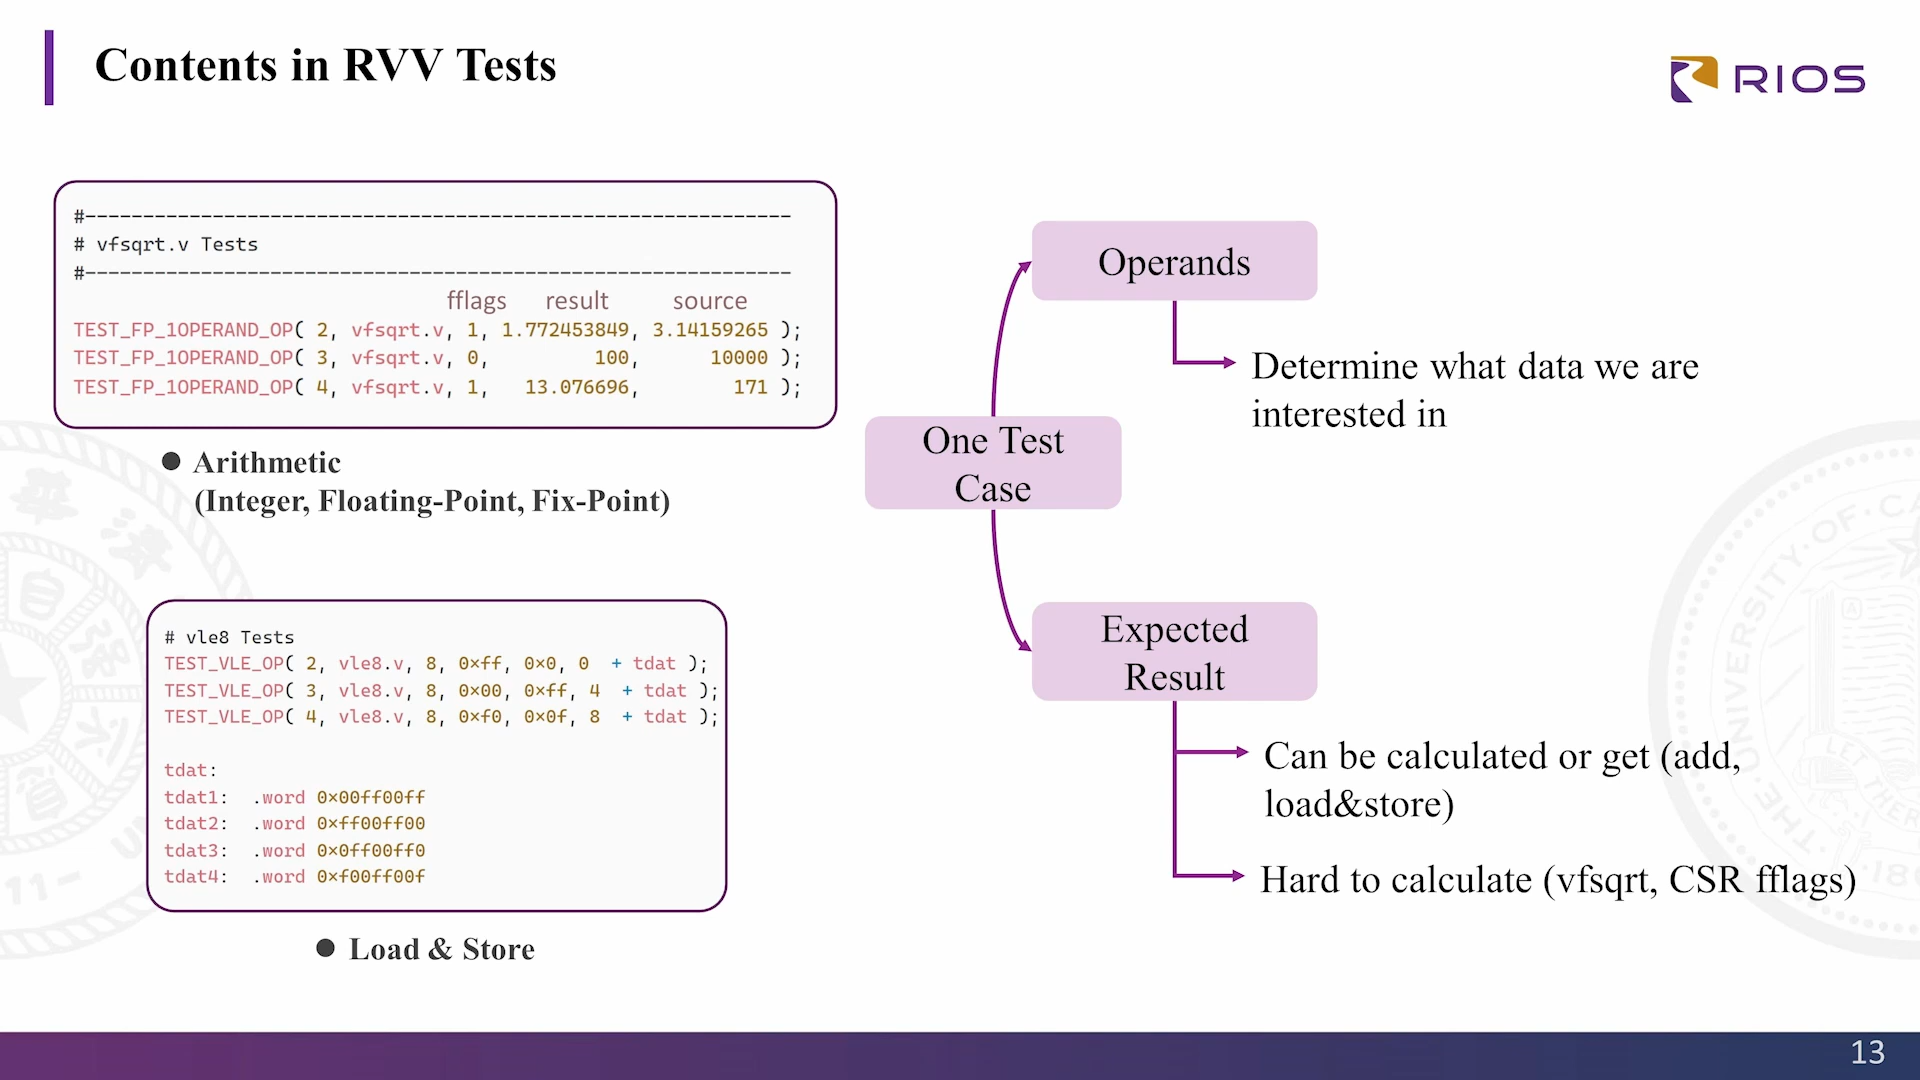 Contents in RVV Tests
RIOS
#-------------------------------------------------------------
# vfsqrt.v Tests
#-------------------------------------------------------------
fflags result source
TEST_FP_1OPERAND_OP( 2, vfsqrt.v, 1, 1.772453849, 3.14159265 );
TEST_FP_1OPERAND_OP( 3, vfsqrt.v, 0, 100, 10000 );
TEST_FP_1OPERAND_OP( 4, vfsqrt.v, 1, 13.076696, 171 );
● Arithmetic
(Integer, Floating-Point, Fix-Point)
# vle8 Tests
TEST_VLE_OP( 2, vle8.v, 8, 0×ff, 0×0, 0 + tdat );
TEST_VLE_OP( 3, vle8.v, 8, 0×00, 0×ff, 4 + tdat );
TEST_VLE_OP( 4, vle8.v, 8, 0×f0, 0×0f, 8 + tdat );
tdat:
tdat1: .word 0×00ff00ff
tdat2: .word 0×ff00ff00
tdat3: .word 0×0ff00ff0
tdat4: .word 0×f00ff00f
● Load & Store
One Test
Case
Operands
Determine what data we are
interested in
Expected
Result
Can be calculated or get (add,
load&store)
Hard to calculate (vfsqrt, CSR fflags)
13